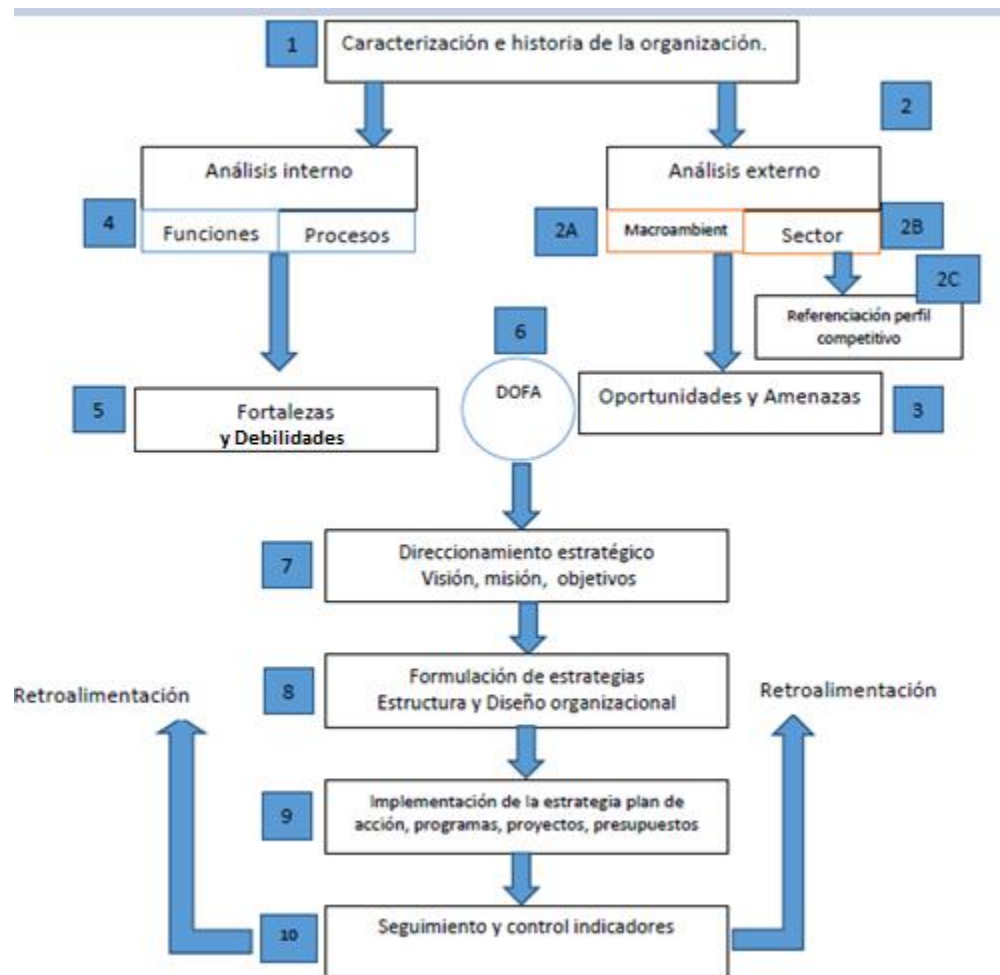 1
Caracterización e historia de la organización.
2
Análisis interno
Análisis externo
4
Funciones
Procesos
2A
Macroambient
Sector
2B
2C
Referenciación perfil
competitivo
6
DOFA
5
Fortalezas
y Debilidades
Oportunidades y Amenazas
3
7
Direccionamiento estratégico
Visión, misión, objetivos
8
Formulación de estrategias
Estructura y Diseño organizacional
Retroalimentación
Retroalimentación
9
Implementación de la estrategia plan de
acción, programas, proyectos, presupuestos
10
Seguimiento y control indicadores